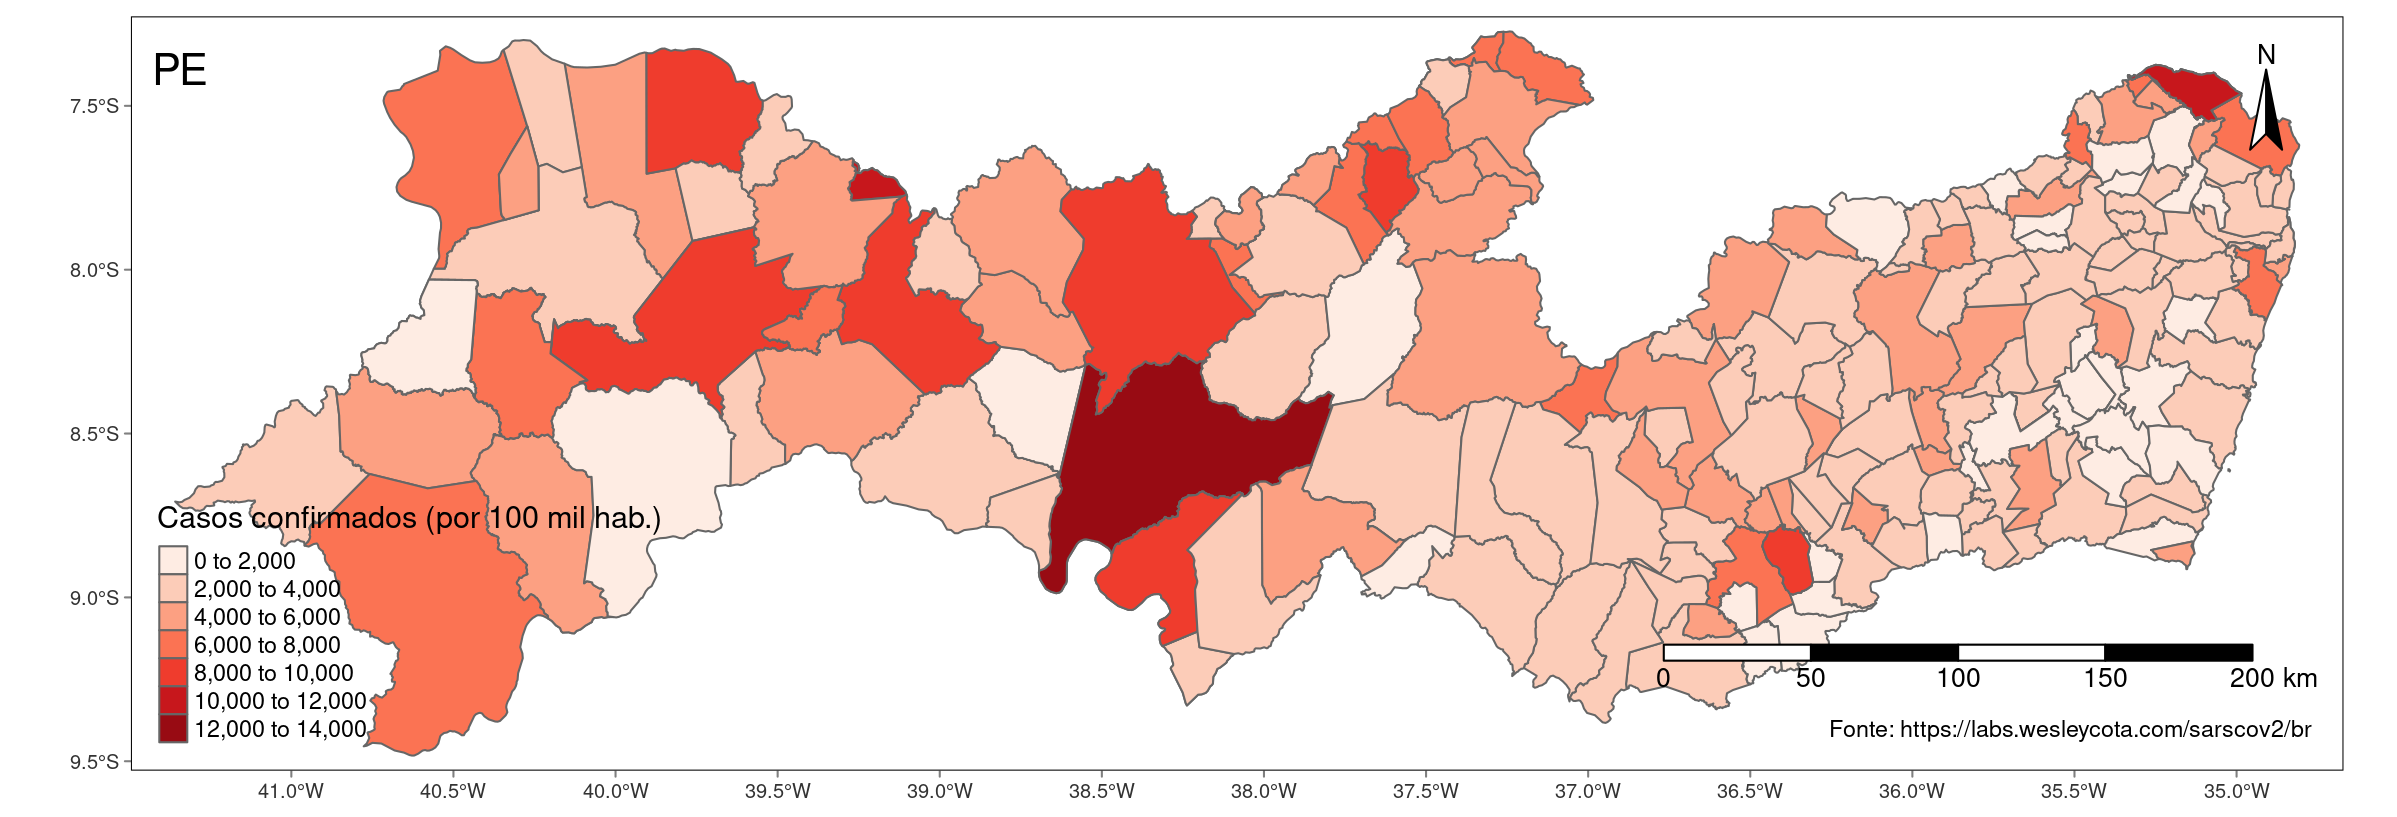 PE
N
7.5°S
8.0°S
8.5°S
9.0°S
9.5°S
Casos confirmados (por 100 mil hab.)
0 to 2,000
2,000 to 4,000
4,000 to 6,000
6,000 to 8,000
8,000 to 10,000
10,000 to 12,000
12,000 to 14,000
0 50 100 150 200 km
Fonte: https://labs.wesleycota.com/sarscov2/br
41.0°W 40.5°W 40.0°W 39.5°W 39.0°W 38.5°W 38.0°W 37.5°W 37.0°W 36.5°W 36.0°W 35.5°W 35.0°W